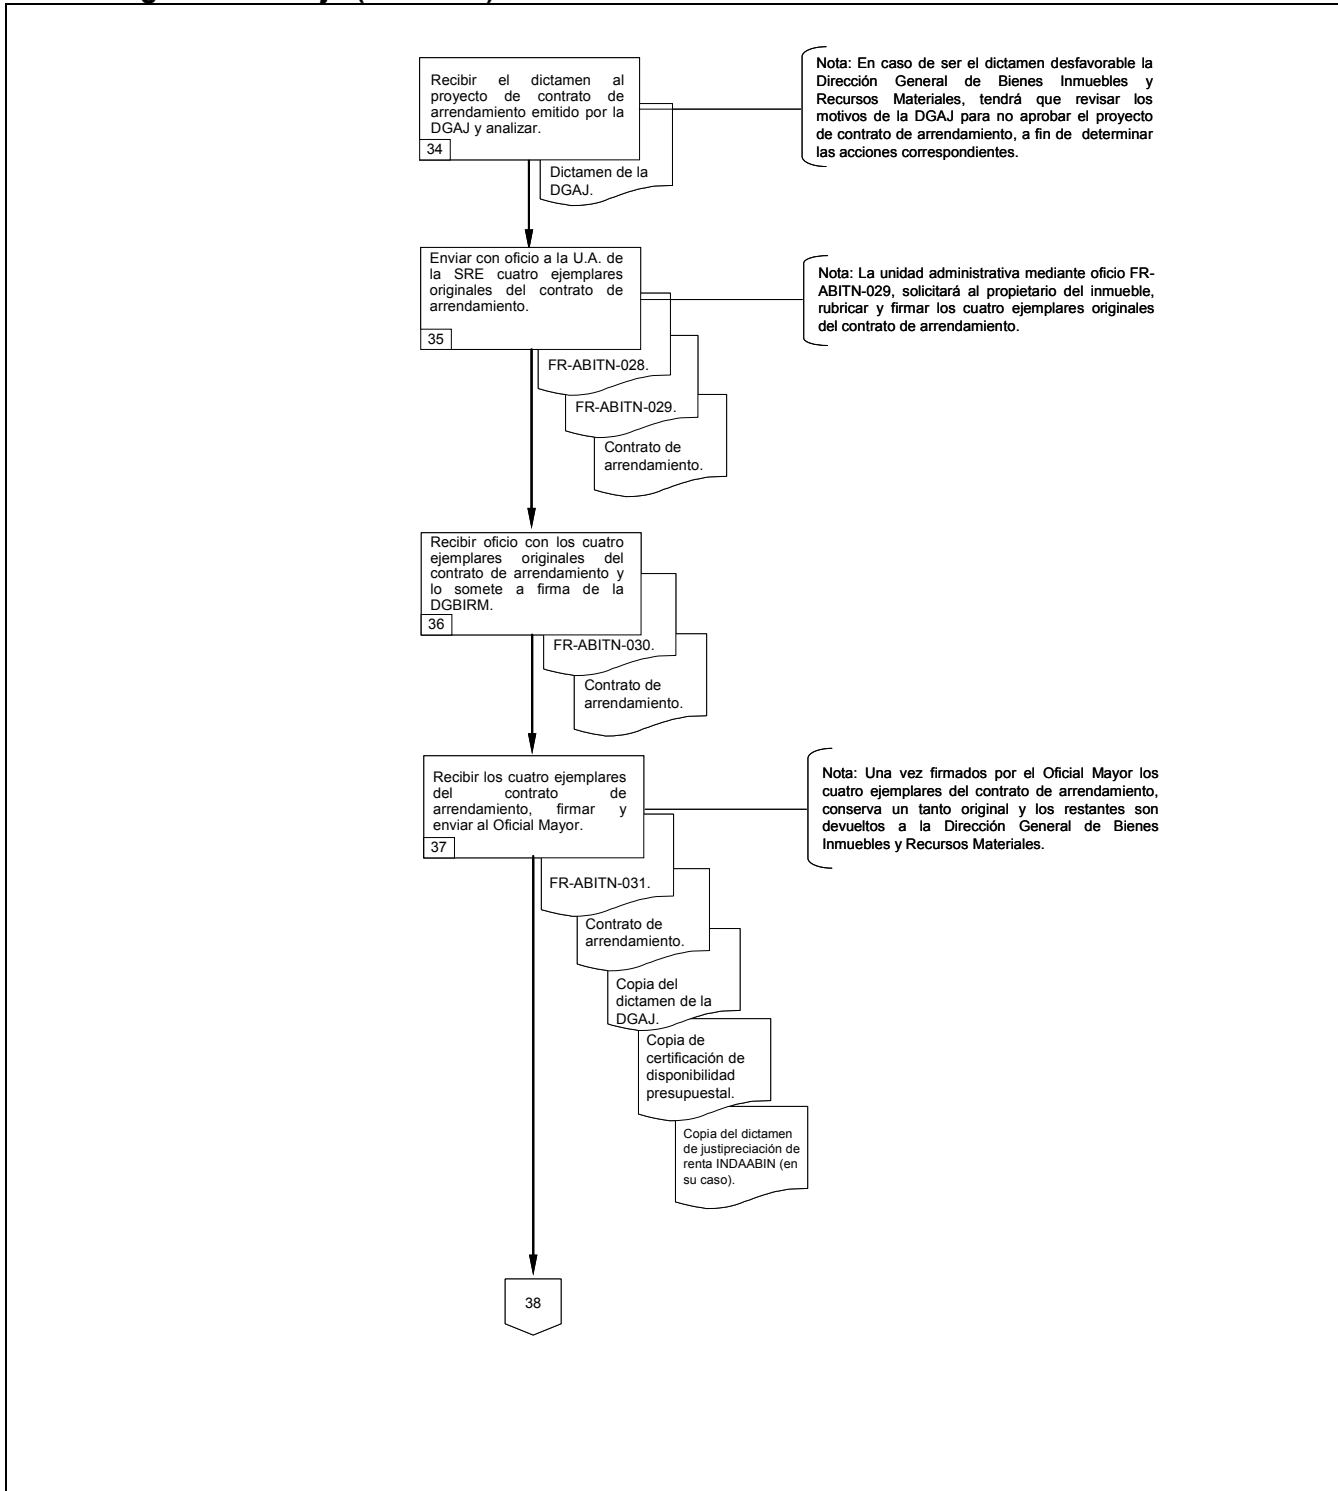 Recibir el dictamen al
proyecto de contrato de
arrendamiento emitido por la
DGAJ y analizar.
34
Dictamen de la
DGAJ.
Nota: En caso de ser el dictamen desfavorable la
Dirección General de Bienes Inmuebles y
Recursos Materiales, tendrá que revisar los
motivos de la DGAJ para no aprobar el proyecto
de contrato de arrendamiento, a fin de determinar
las acciones correspondientes.
Enviar con oficio a la U.A. de
la SRE cuatro ejemplares
originales del contrato de
arrendamiento.
35
FR-ABITN-028.
FR-ABITN-029.
Contrato de
arrendamiento.
Nota: La unidad administrativa mediante oficio FR-
ABITN-029, solicitará al propietario del inmueble,
rubricar y firmar los cuatro ejemplares originales
del contrato de arrendamiento.
Recibir oficio con los cuatro
ejemplares originales del
contrato de arrendamiento y
lo somete a firma de la
DGBIRM.
36
FR-ABITN-030.
Contrato de
arrendamiento.
Recibir los cuatro ejemplares
del contrato de
arrendamiento, firmar y
enviar al Oficial Mayor.
37
FR-ABITN-031.
Contrato de
arrendamiento.
Copia del
dictamen de la
DGAJ.
Copia de
certificación de
disponibilidad
presupuestal.
Copia del dictamen
de justipreciación de
renta INDAABIN (en
su caso).
Nota: Una vez firmados por el Oficial Mayor los
cuatro ejemplares del contrato de arrendamiento,
conserva un tanto original y los restantes son
devueltos a la Dirección General de Bienes
Inmuebles y Recursos Materiales.
38